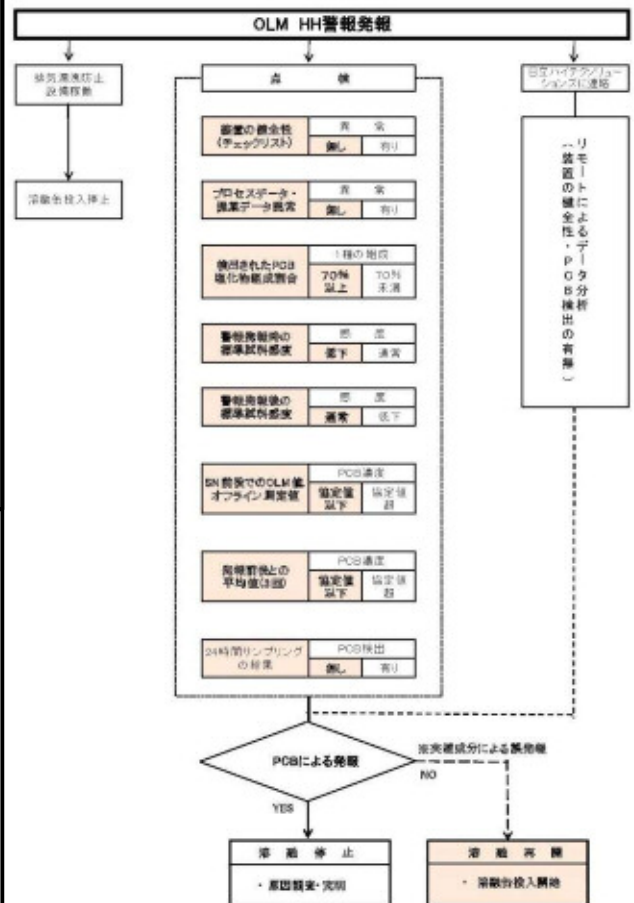 OLM HH警報発報
排気漏洩防止
設備稼働
溶融缶投入停止
点 検
装置の健全性
(チェックリスト)
異 常
無し
有り
プロセスデータ・
操業データ異常
異 常
無し
有り
検出されたPCB
塩化物組成割合
1種の組成
70%
以上
70%
未満
警報発報時の
標準試料感度
感 度
低下
通常
警報発報後の
標準試料感度
感 度
通常
低下
SN前後でのOLM値
オフライン測定値
PCB濃度
協定値
以下
協定値
超
発報前後との
平均値(3回)
PCB濃度
協定値
以下
協定値
超
24時間サンプリング
の結果
PCB検出
無し
有り
日立ハイテクソリュー
ションズに連絡
リモートによるデータ分析
(装置の健全性・PCB検出の有無)
PCBによる発報
※夾雑成分による誤発報
NO
YES
溶 融 停 止
・ 原因調査・究明
溶 融 再 開
・ 溶融缶投入開始